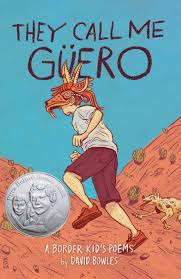 THEY CALL ME
GÜERO
A BORDER KID'S POEMS
by DAVID BOWLES